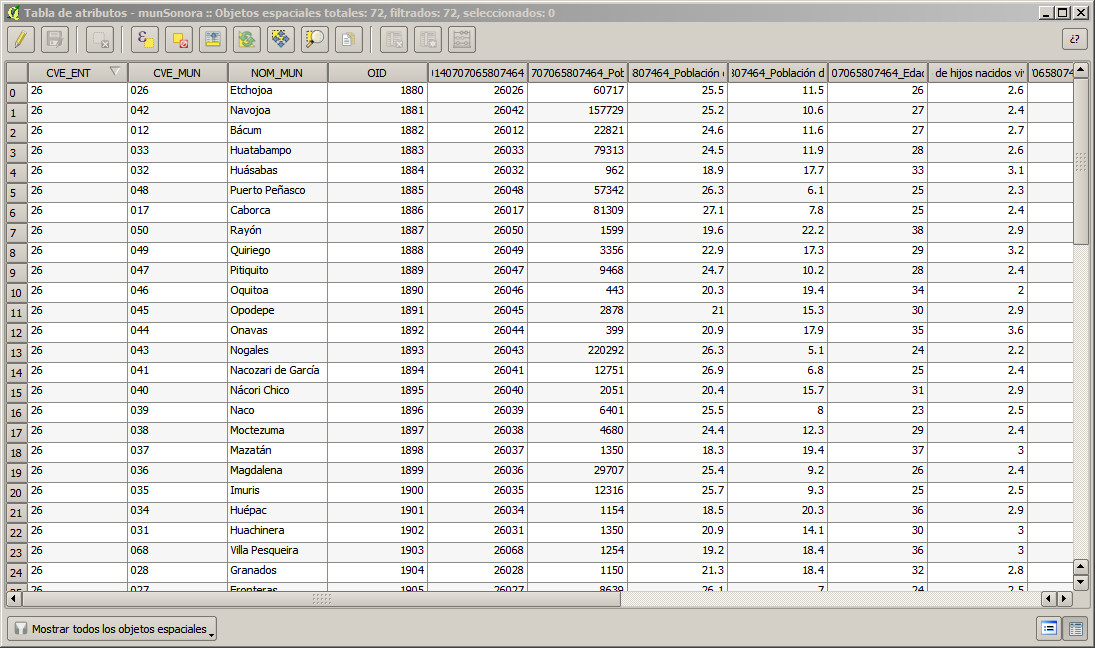 Tabla de atributos - munSonora :: Objetos espaciales totales: 72, filtrados: 72, seleccionados: 0
CVE_ENT CVE_MUN NOM_MUN OID 0140707065807464 707065807464_Pob 807464_Población 807464_Población d 07065807464_Edad de hijos nacidos viv 0658074
0 26 026 Etchojoa 1880 26026 60717 25.5 11.5 26 2.6
1 26 042 Navojoa 1881 26042 157729 25.2 10.6 27 2.4
2 26 012 Bácum 1882 26012 22821 24.6 11.6 27 2.7
3 26 033 Huatabampo 1883 26033 79313 24.5 11.9 28 2.6
4 26 032 Huásabas 1884 26032 962 18.9 17.7 33 3.1
5 26 048 Puerto Peñasco 1885 26048 57342 26.3 6.1 25 2.3
6 26 017 Caborca 1886 26017 81309 27.1 7.8 25 2.4
7 26 050 Rayón 1887 26050 1599 19.6 22.2 38 2.9
8 26 049 Quiriego 1888 26049 3356 22.9 17.3 29 3.2
9 26 047 Pitiquito 1889 26047 9468 24.7 10.2 28 2.4
10 26 046 Oquitoa 1890 26046 443 20.3 19.4 34 2
11 26 045 Opodepe 1891 26045 2878 21 15.3 30 2.9
12 26 044 Onavas 1892 26044 399 20.9 17.9 35 3.6
13 26 043 Nogales 1893 26043 220292 26.3 5.1 24 2.2
14 26 041 Nacozari de García 1894 26041 12751 26.9 6.8 25 2.4
15 26 040 Nácori Chico 1895 26040 2051 20.4 15.7 31 2.9
16 26 039 Naco 1896 26039 6401 25.5 8 23 2.5
17 26 038 Moctezuma 1897 26038 4680 24.4 12.3 29 2.4
18 26 037 Mazatán 1898 26037 1350 18.3 19.4 37 3
19 26 036 Magdalena 1899 26036 29707 25.4 9.2 26 2.4
20 26 035 Imuris 1900 26035 12316 25.7 9.3 25 2.5
21 26 034 Huépac 1901 26034 1154 18.5 20.3 36 2.9
22 26 031 Huachinera 1902 26031 1350 20.9 14.1 30 3
23 26 068 Villa Pesqueira 1903 26068 1254 19.2 18.4 36 3
24 26 028 Granados 1904 26028 1150 21.3 18.4 32 2.8
25 26 027 Fronteras 1905 26027 8639 26.1 7 24 2.5
Mostrar todos los objetos espaciales